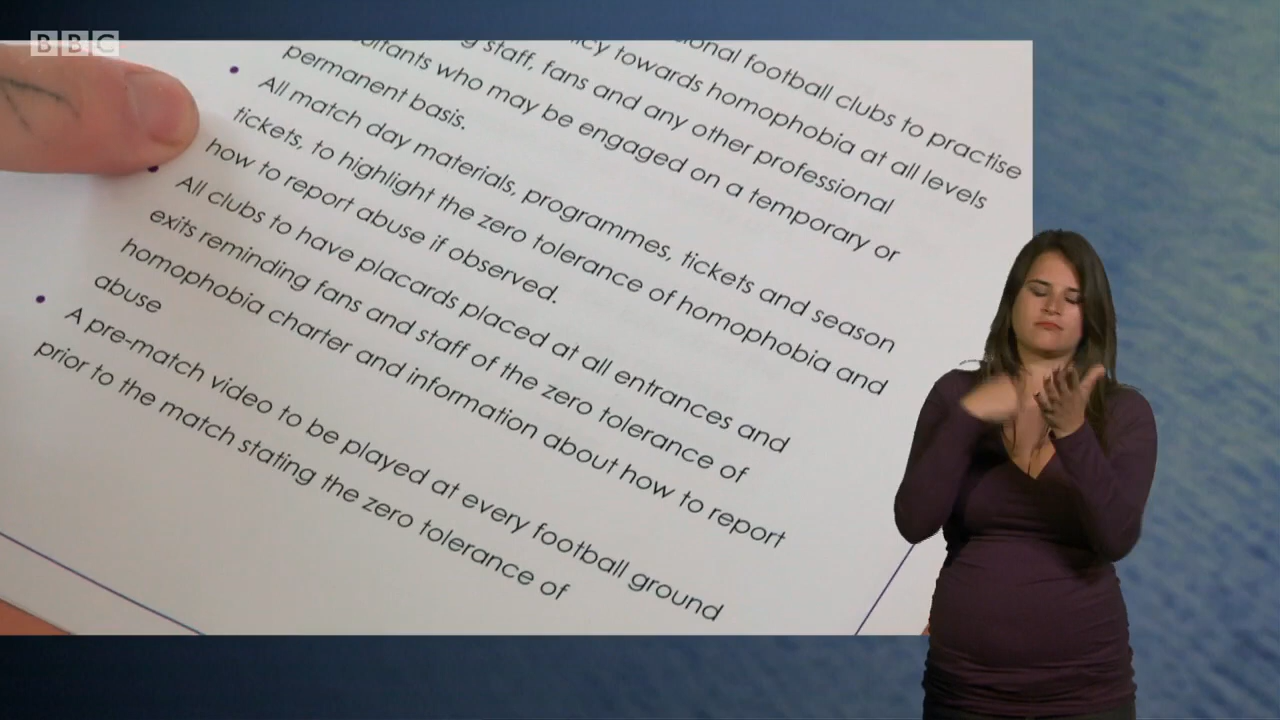 BBC
football clubs to practise
towards homophobia at all levels
staff, fans and any other professional
who may be engaged on a temporary or
permanent basis.
All match day materials, programmes, tickets and season
tickets, to highlight the zero tolerance of homophobia and
how to report abuse if observed.
All clubs to have placards placed at all entrances and
exits reminding fans and staff of the zero tolerance of
homophobia charter and information about how to report
abuse
A pre-match video to be played at every football ground
prior to the match stating the zero tolerance of